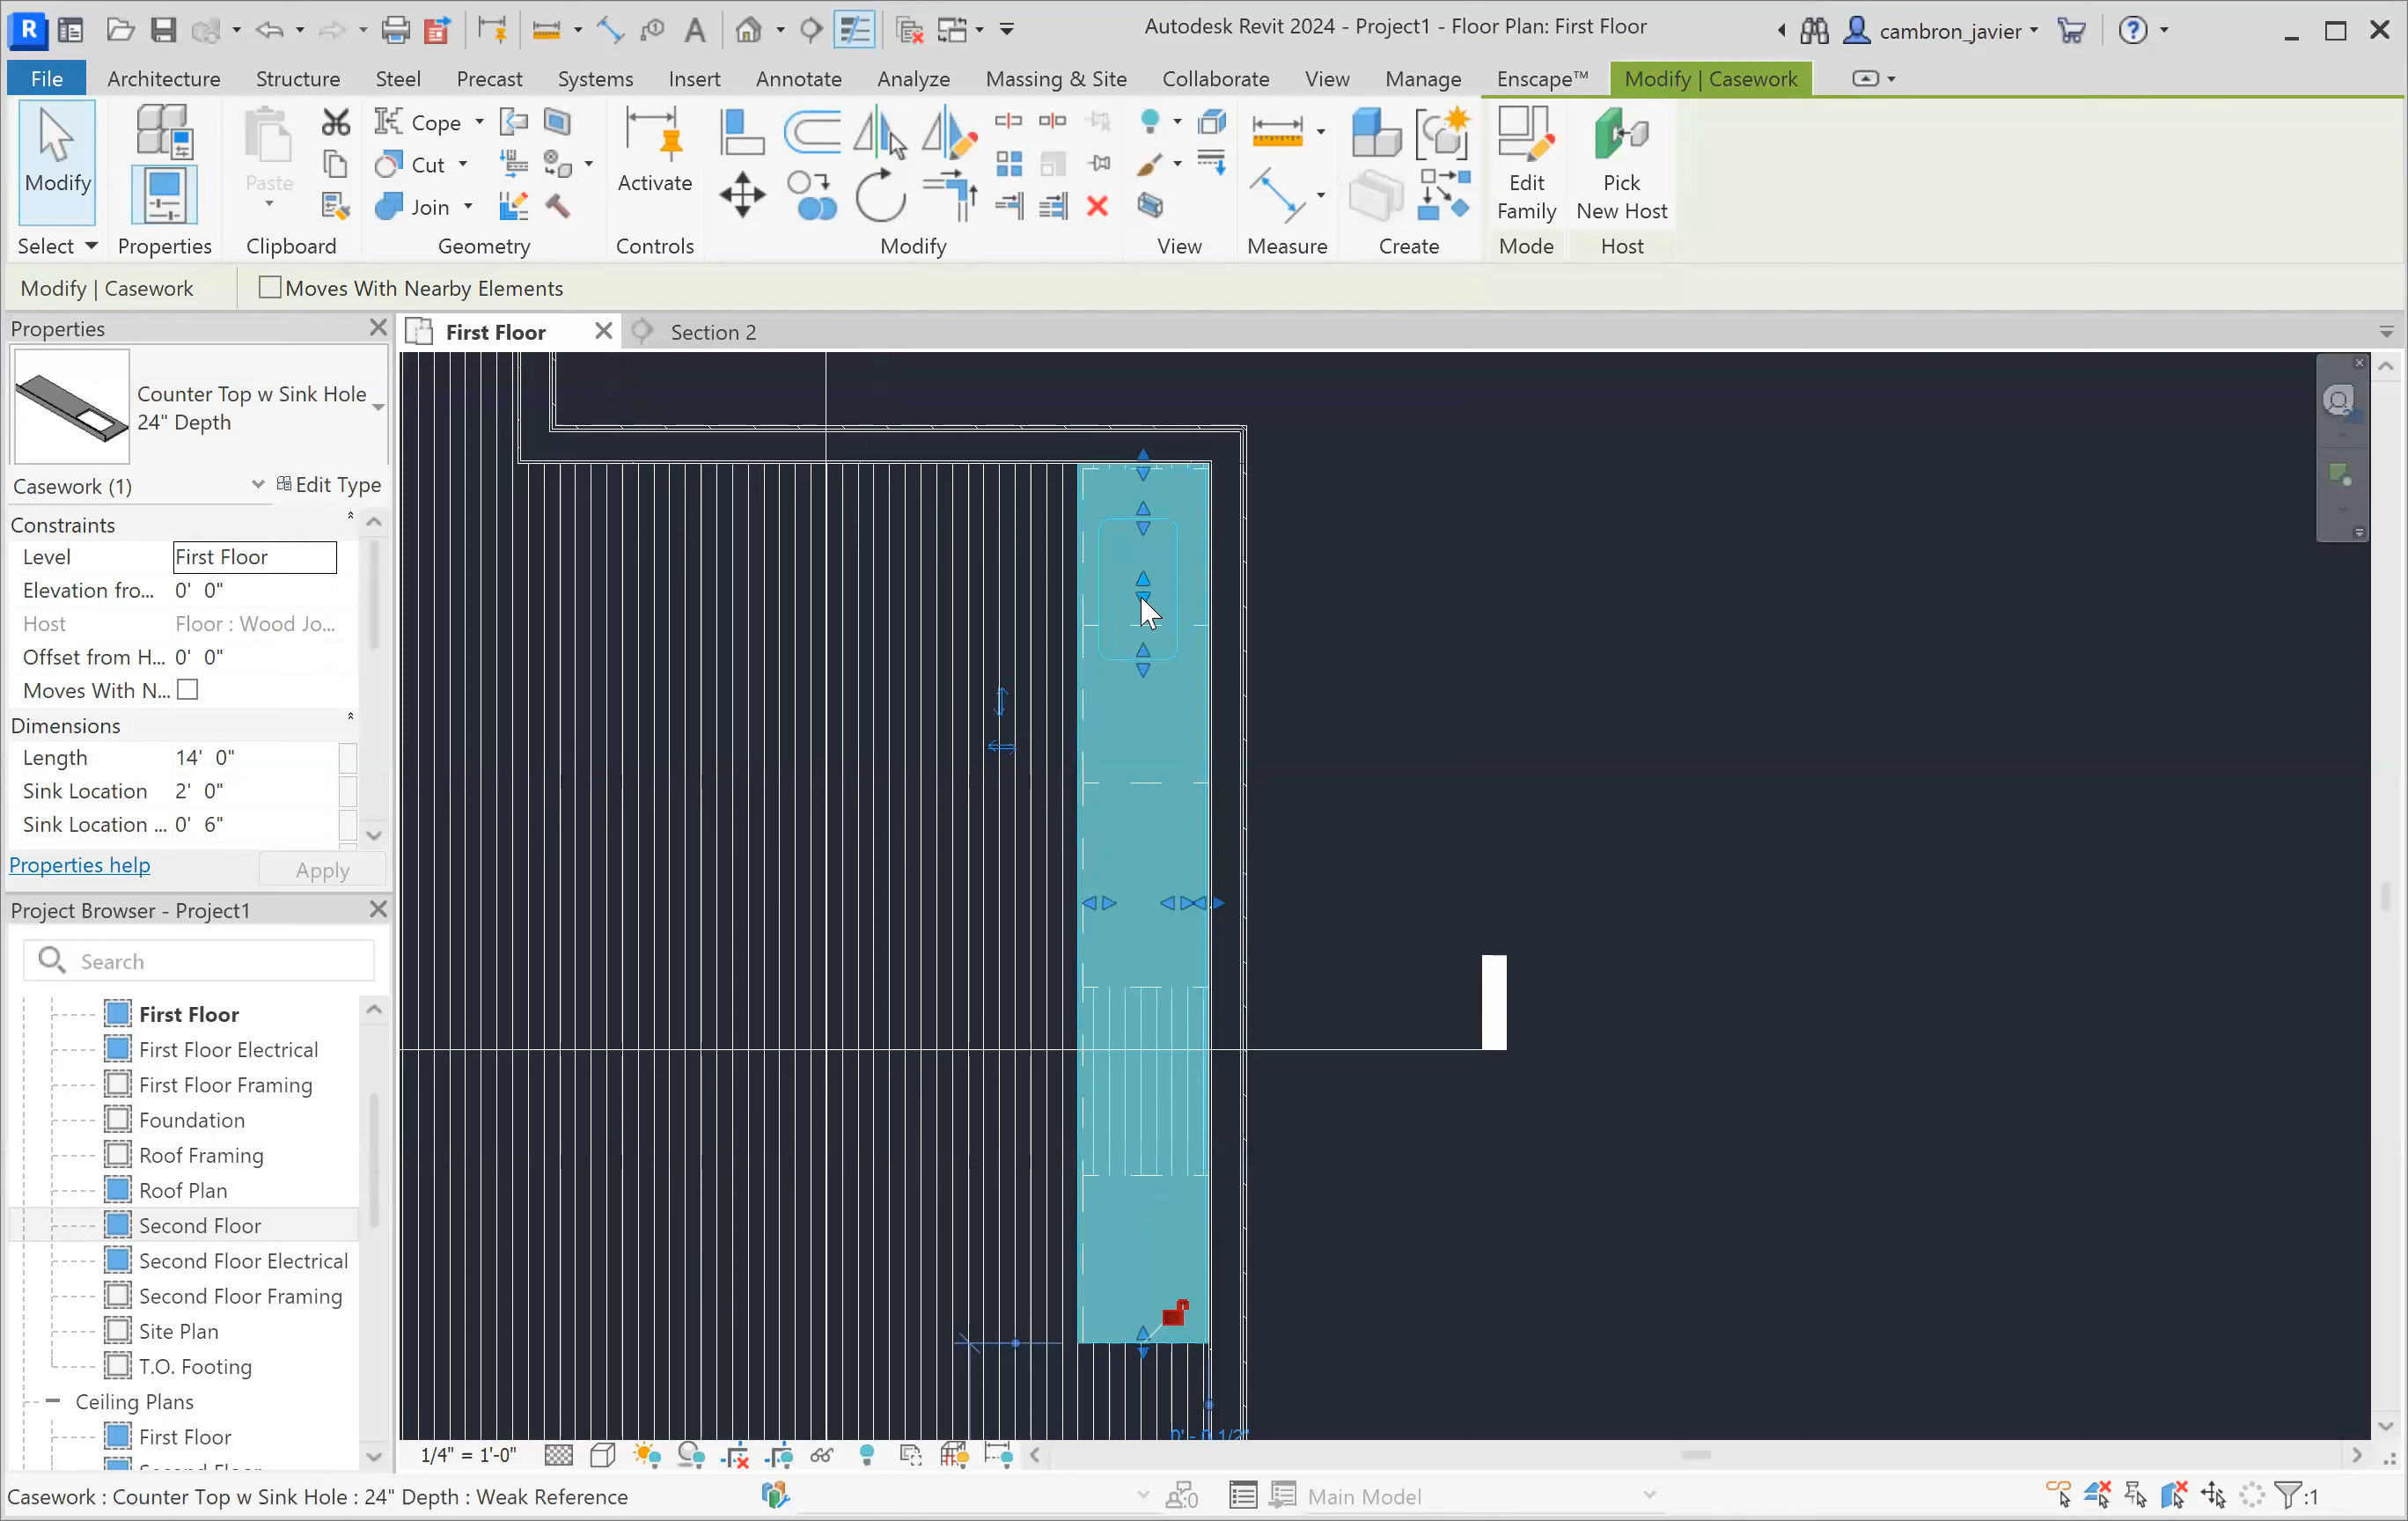 R
Autodesk Revit 2024 - Project1 - Floor Plan: First Floor
cambron_javier
File Architecture Structure Steel Precast Systems Insert Annotate Analyze Massing & Site Collaborate View Manage Enscape™ Modify | Casework
Modify
Paste
Cope
Cut
Join
Activate
Edit
Family
Pick
New Host
Select Properties Clipboard Geometry Controls Modify View Measure Create Mode Host
Modify | Casework Moves With Nearby Elements
Properties
First Floor
Section 2
Counter Top w Sink Hole
24" Depth
Casework (1)
Edit Type
Constraints
Level First Floor
Elevation fro... 0' 0"
Host Floor : Wood Jo...
Offset from H... 0' 0"
Moves With N...
Dimensions
Length 14' 0"
Sink Location 2' 0"
Sink Location ... 0' 6"
Properties help
Apply
Project Browser - Project1
Search
First Floor
First Floor Electrical
First Floor Framing
Foundation
Roof Framing
Roof Plan
Second Floor
Second Floor Electrical
Second Floor Framing
Site Plan
T.O. Footing
Ceiling Plans
First Floor
1/4" = 1'-0"
Casework : Counter Top w Sink Hole : 24" Depth : Weak Reference
:0
Main Model
:1